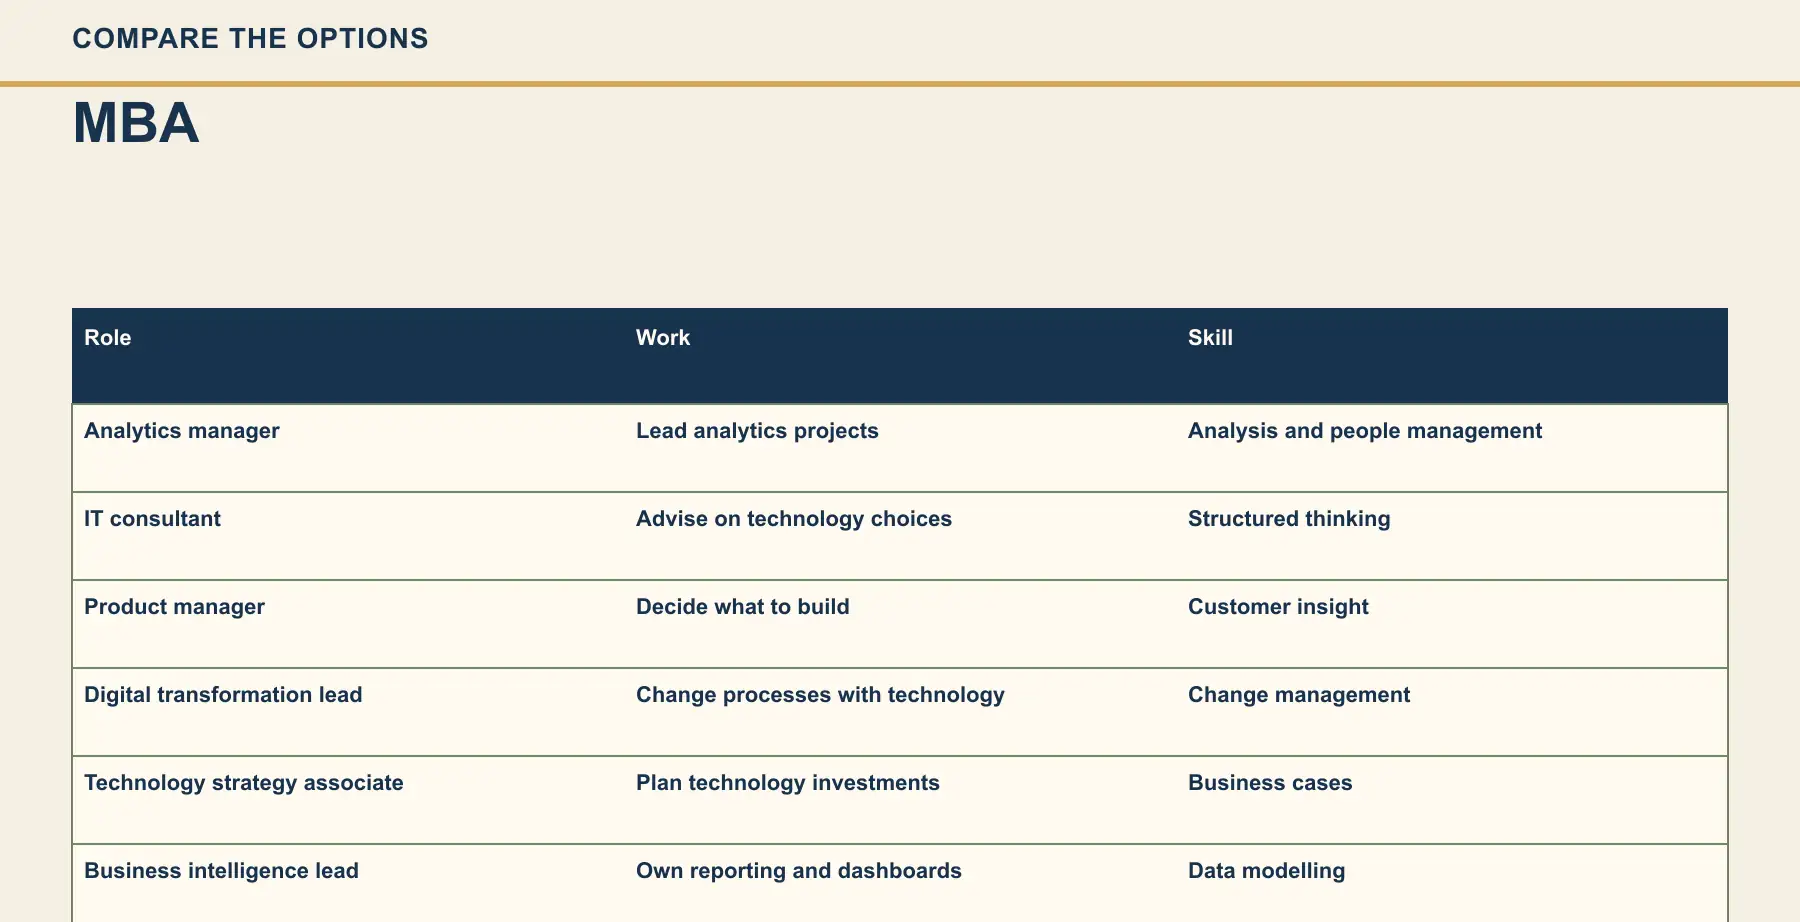 COMPARE THE OPTIONS
MBA
Role Work Skill
Analytics manager Lead analytics projects Analysis and people management
IT consultant Advise on technology choices Structured thinking
Product manager Decide what to build Customer insight
Digital transformation lead Change processes with technology Change management
Technology strategy associate Plan technology investments Business cases
Business intelligence lead Own reporting and dashboards Data modelling